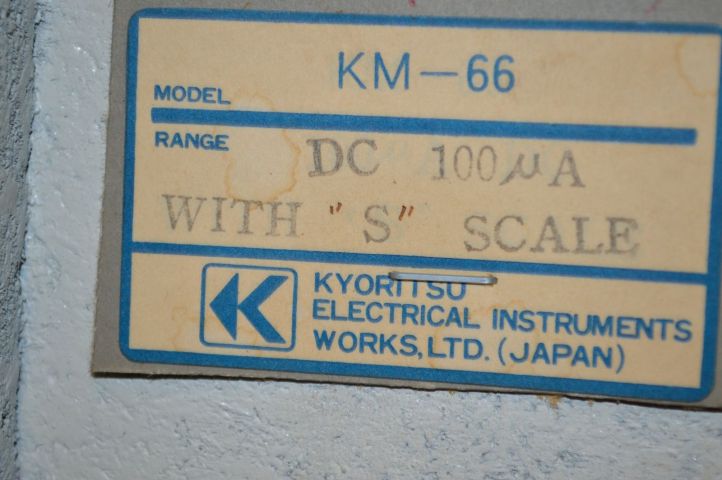 MODEL KM-66
RANGE DC 100μA
WITH "S" SCALE
KYORITSU
ELECTRICAL INSTRUMENTS
WORKS, LTD. (JAPAN)